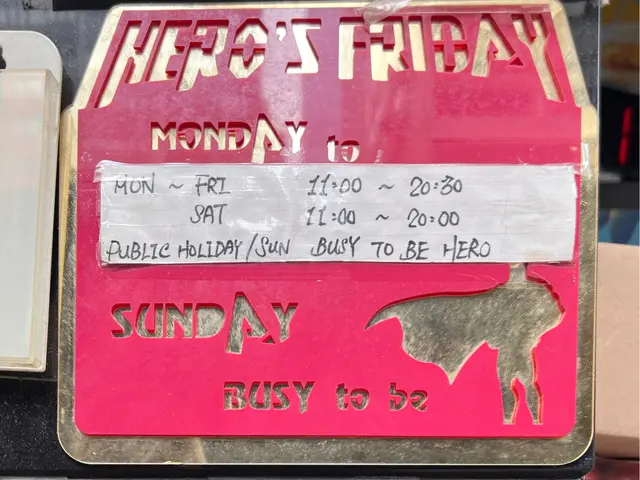 HERO'S FRIDAY
MONDAY to
MON ~ FRI 11:00 ~ 20:30
SAT 11:00 ~ 20:00
PUBLIC HOLIDAY/SUN BUSY TO BE HERO
SUNDAY
BUSY to be